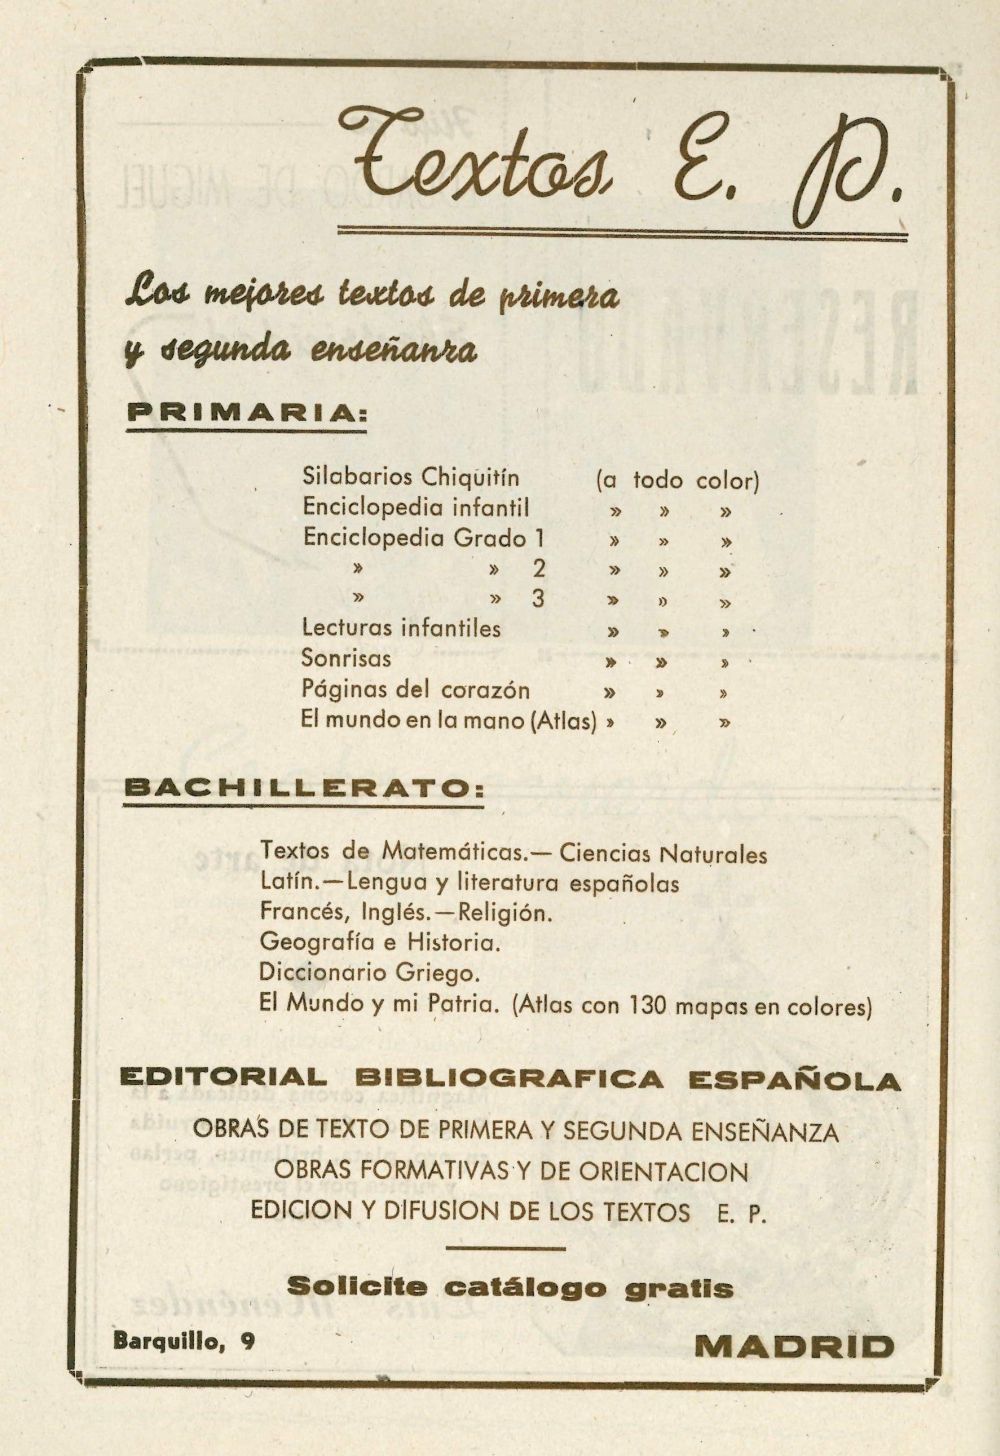 Textos E. P.
Los mejores textos de primera
y segunda enseñanza
PRIMARIA:
Silabarios Chiquitín (a todo color)
Enciclopedia infantil » » »
Enciclopedia Grado 1 » » »
» » 2 » » »
» » 3 » » »
Lecturas infantiles » » »
Sonrisas » » »
Páginas del corazón » » »
El mundo en la mano (Atlas) » » »
BACHILLERATO:
Textos de Matemáticas.— Ciencias Naturales
Latín.—Lengua y literatura españolas
Francés, Inglés.—Religión.
Geografía e Historia.
Diccionario Griego.
El Mundo y mi Patria. (Atlas con 130 mapas en colores)
EDITORIAL BIBLIOGRAFICA ESPAÑOLA
OBRAS DE TEXTO DE PRIMERA Y SEGUNDA ENSEÑANZA
OBRAS FORMATIVAS Y DE ORIENTACION
EDICION Y DIFUSION DE LOS TEXTOS E. P.
Solicite catálogo gratis
Barquillo, 9 MADRID